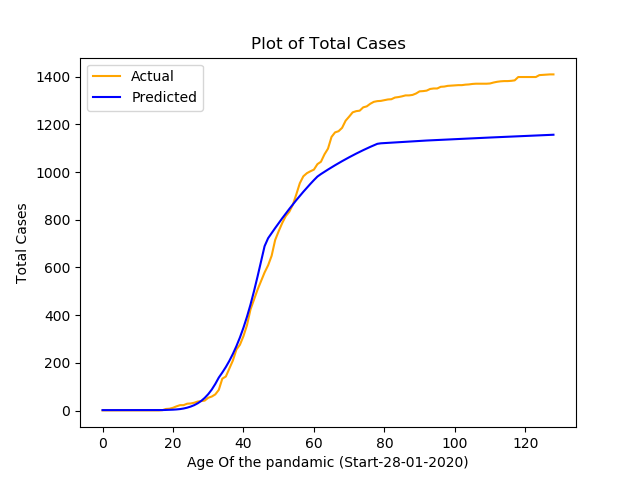 Plot of Total Cases
Actual
Predicted
1400
1200
1000
800
600
400
200
0
Total Cases
0 20 40 60 80 100 120
Age Of the pandamic (Start-28-01-2020)